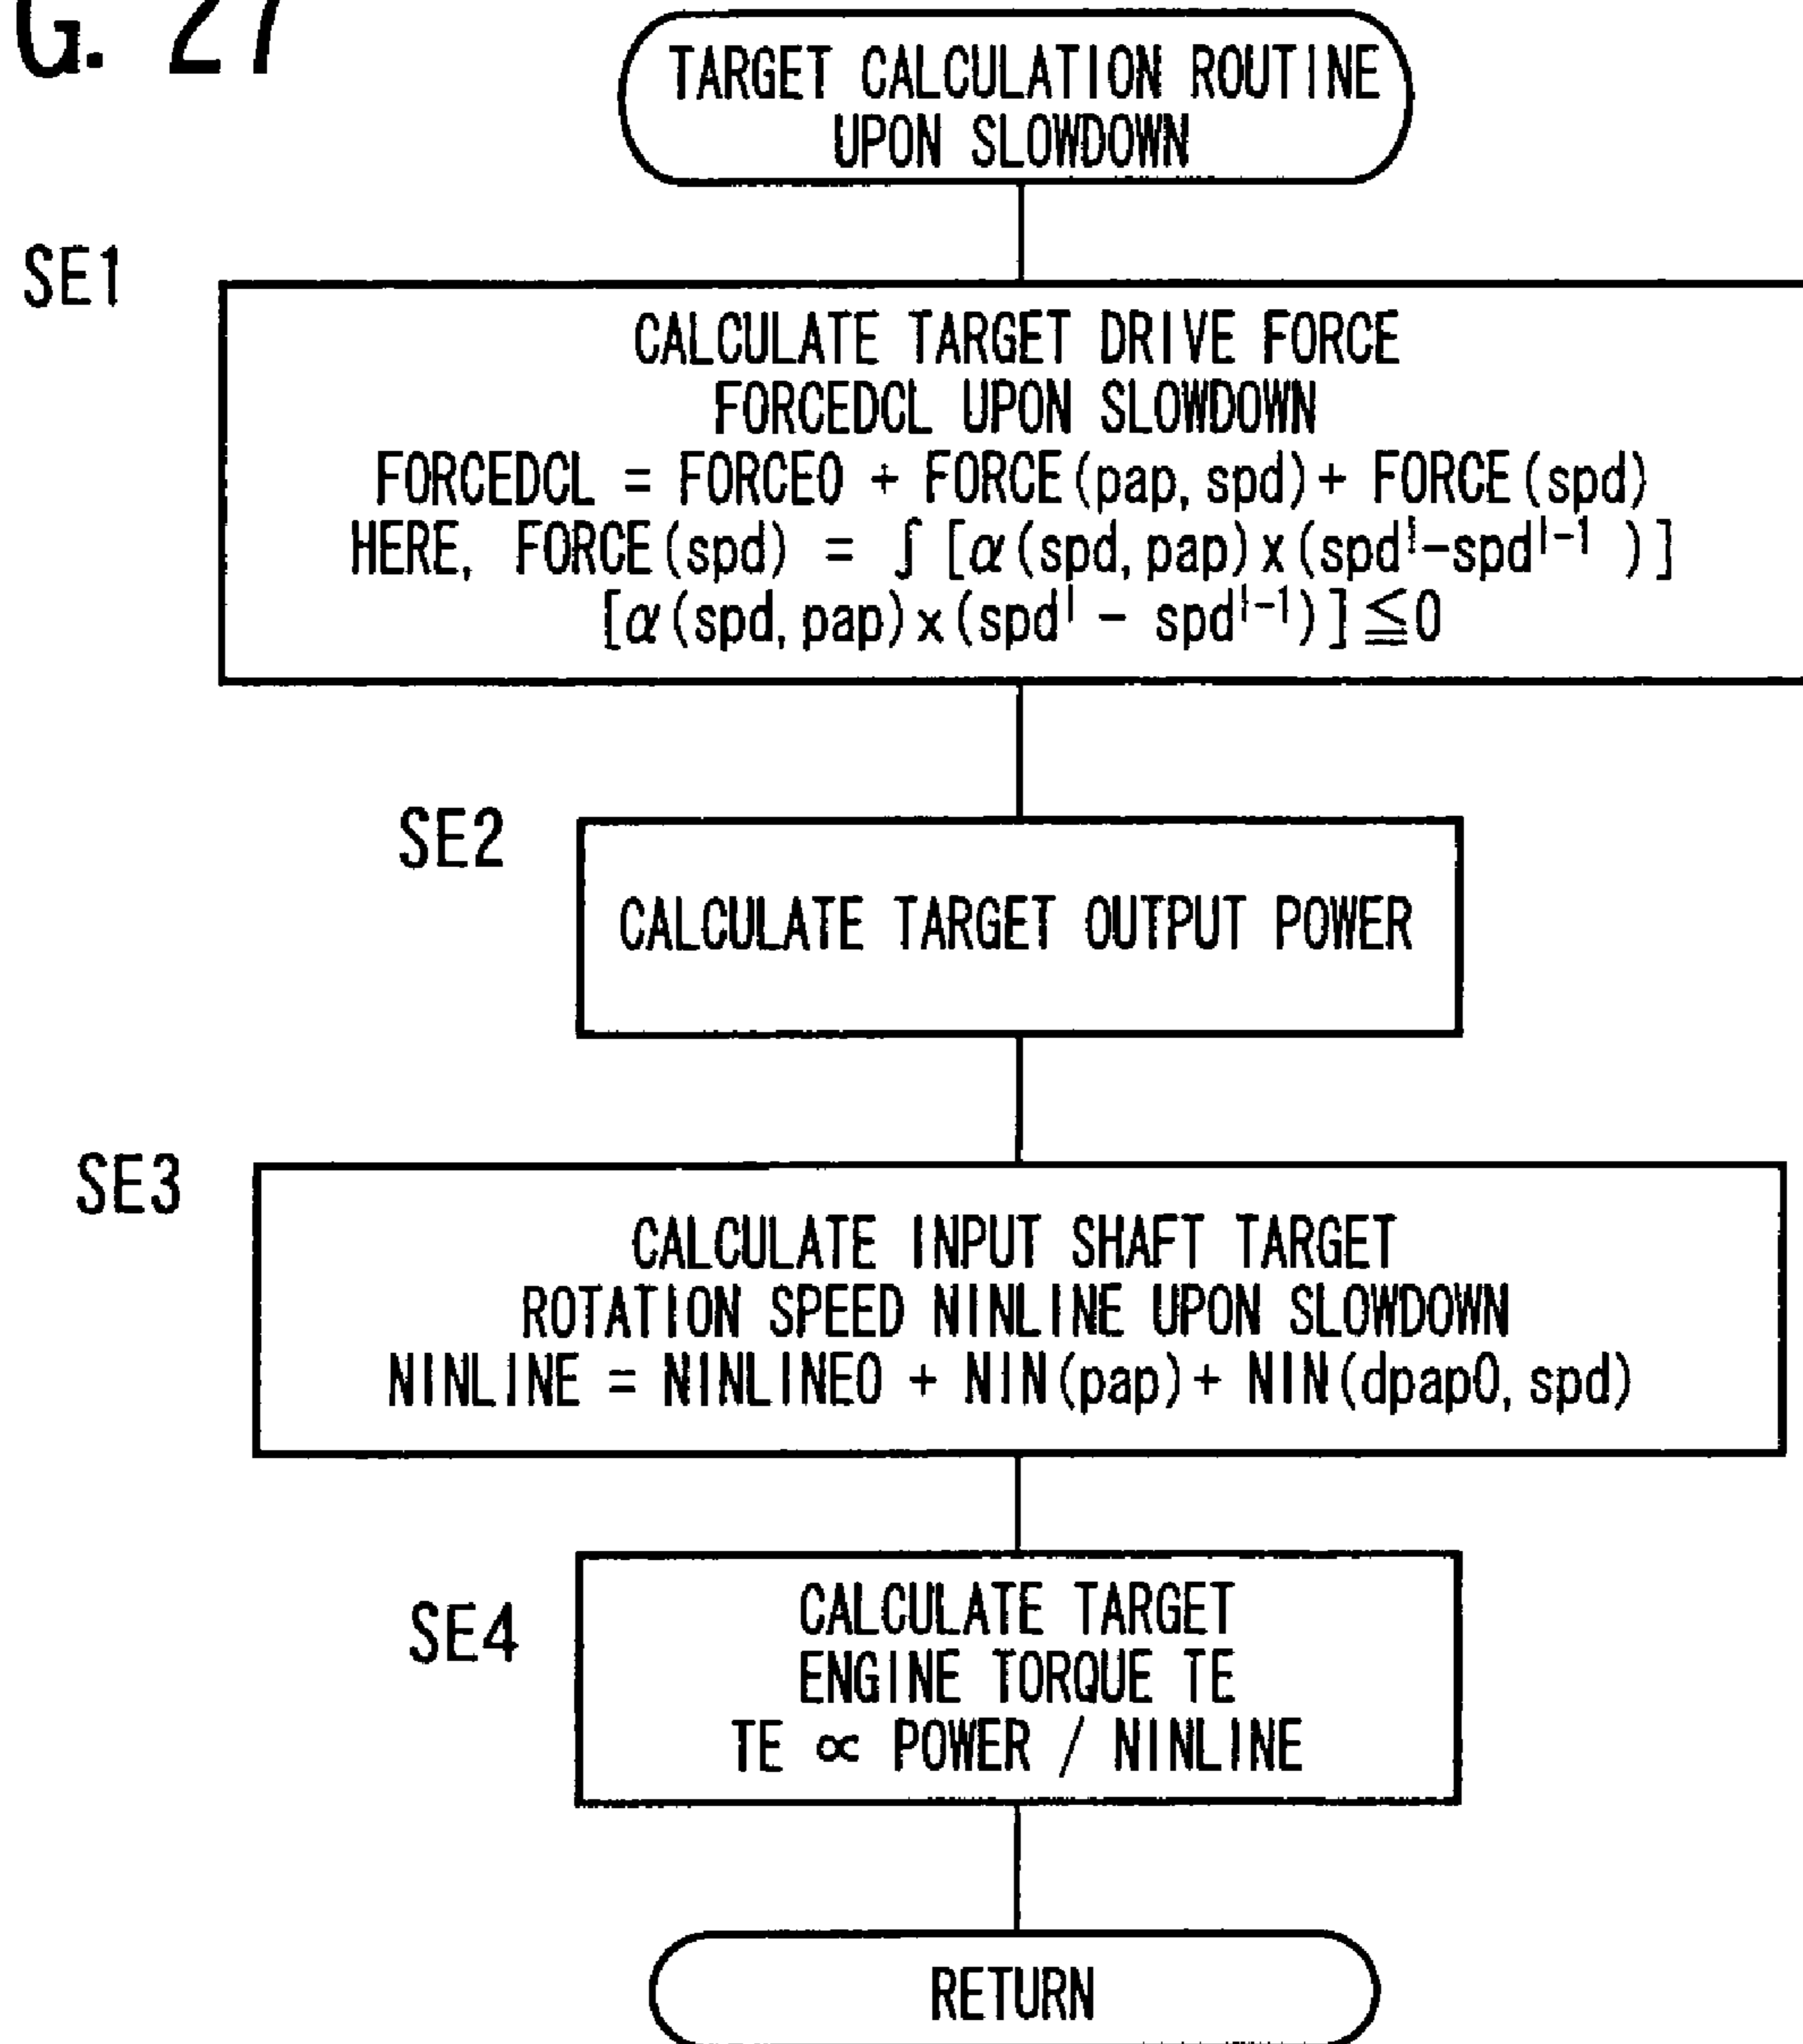 G. 27
TARGET CALCULATION ROUTINE
UPON SLOWDOWN
SE1
CALCULATE TARGET DRIVE FORCE
FORCEDCL UPON SLOWDOWN
FORCEDCL = FORCE0 + FORCE(pap, spd)+ FORCE(spd)
HERE, FORCE(spd) = ∫ [α(spd, pap)x(spd^i-spd^i-1 )]
[α(spd, pap)x(spd^i - spd^i-1)]≦0
SE2
CALCULATE TARGET OUTPUT POWER
SE3
CALCULATE INPUT SHAFT TARGET
ROTATION SPEED NINLINE UPON SLOWDOWN
NINLINE = NINLINE0 + NIN(pap)+ NIN(dpap0, spd)
SE4
CALCULATE TARGET
ENGINE TORQUE TE
TE ∝ POWER / NINLINE
RETURN